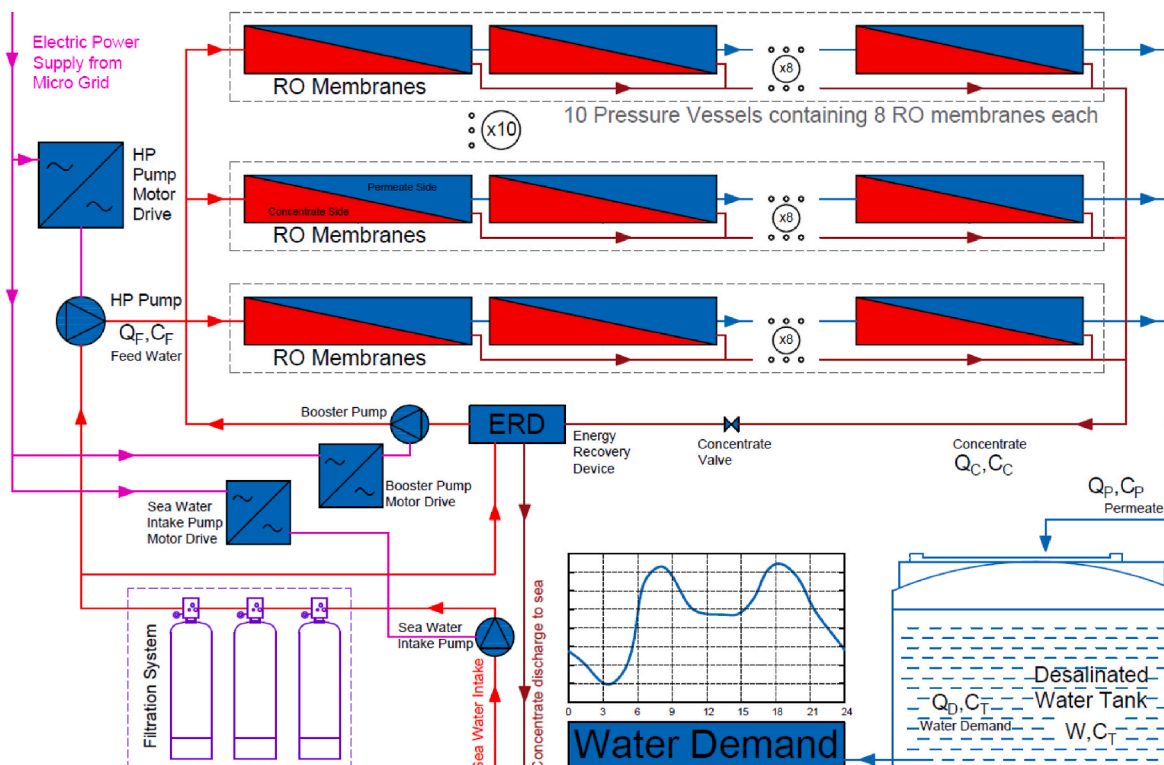 Electric Power
Supply from
Micro Grid
x8
RO Membranes
x10
10 Pressure Vessels containing 8 RO membranes each
HP
Pump
Motor
Drive
Permeate Side
Concentrate Side
x8
RO Membranes
HP Pump
QF,CF
Feed Water
x8
RO Membranes
Booster Pump
ERD
Energy
Recovery
Device
Concentrate
Valve
Concentrate
QC,CC
Booster Pump
Motor Drive
Sea Water
Intake Pump
Motor Drive
QP,CP
Permeate
Filtration System
Sea Water
Intake Pump
Sea Water Intake
Concentrate discharge to sea
0 3 6 9 12 15 18 21 24
Water Demand
Desalinated
Water Tank
QD,CT
Water Demand
W,CT